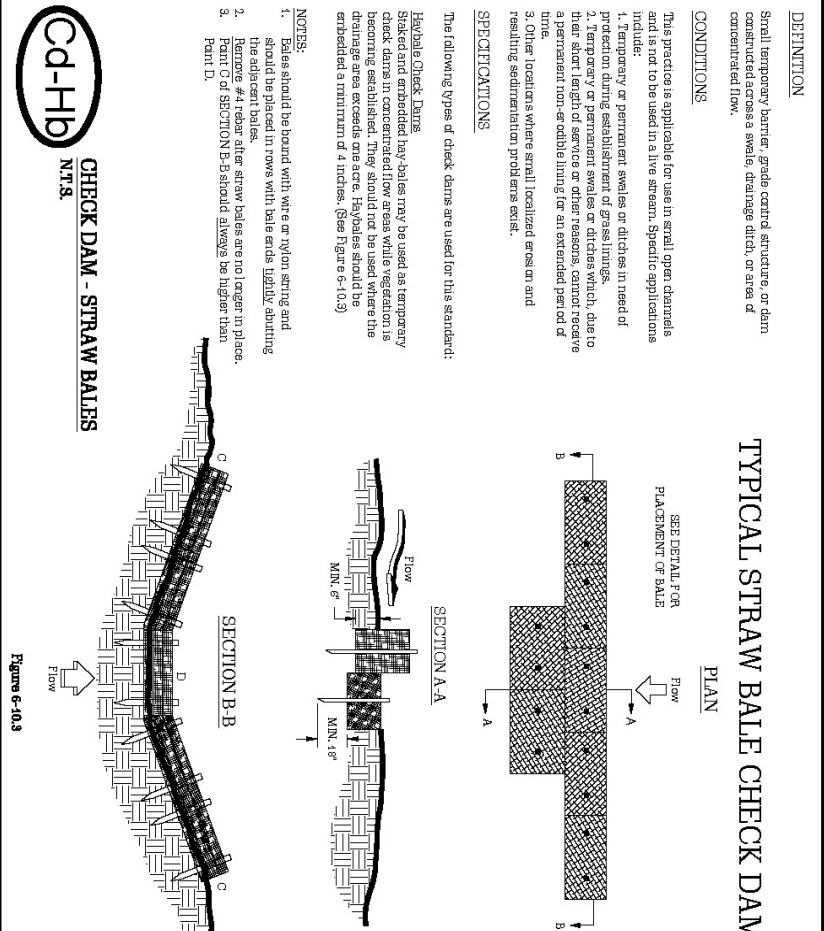 DEFINITION
Small temporary barrier, grade control structure, or dam
constructed across a swale, drainage ditch, or area of
concentrated flow.
CONDITIONS
This practice is applicable for use in small open channels
and is not to be used in a live stream. Specific applications
include:
1. Temporary or permanent swales or ditches in need of
protection during establishment of grass linings.
2. Temporary or permanent swales or ditches which, due to
their short length of service or other reasons, cannot receive
a permanent non-erodible lining for an extended period of
time.
3. Other locations where small localized erosion and
resulting sedimentation problems exist.
SPECIFICATIONS
The following types of check dams are used for this standard:
Haybale Check Dams
Staked and embedded hay-bales may be used as temporary
check dams in concentrated flow areas while vegetation is
becoming established. They should not be used where the
drainage area exceeds one acre. Haybales should be
embedded a minimum of 4 inches. (See Figure 6-10.3)
NOTES:
1. Bales should be bound with wire or nylon string and
should be placed in rows with bale ends tightly abutting
the adjacent bales.
2. Remove #4 rebar after straw bales are no longer in place.
3. Point C of SECTION B-B should always be higher than
Point D.
Cd-Hb
CHECK DAM - STRAW BALES
N.T.S.
TYPICAL STRAW BALE CHECK DAM
PLAN
SEE DETAIL FOR
PLACEMENT OF BALE
Flow
A
B
B
A
SECTION A-A
Flow
MIN. 6"
MIN. 18"
SECTION B-B
C
D
C
Flow
Figure 6-10.3